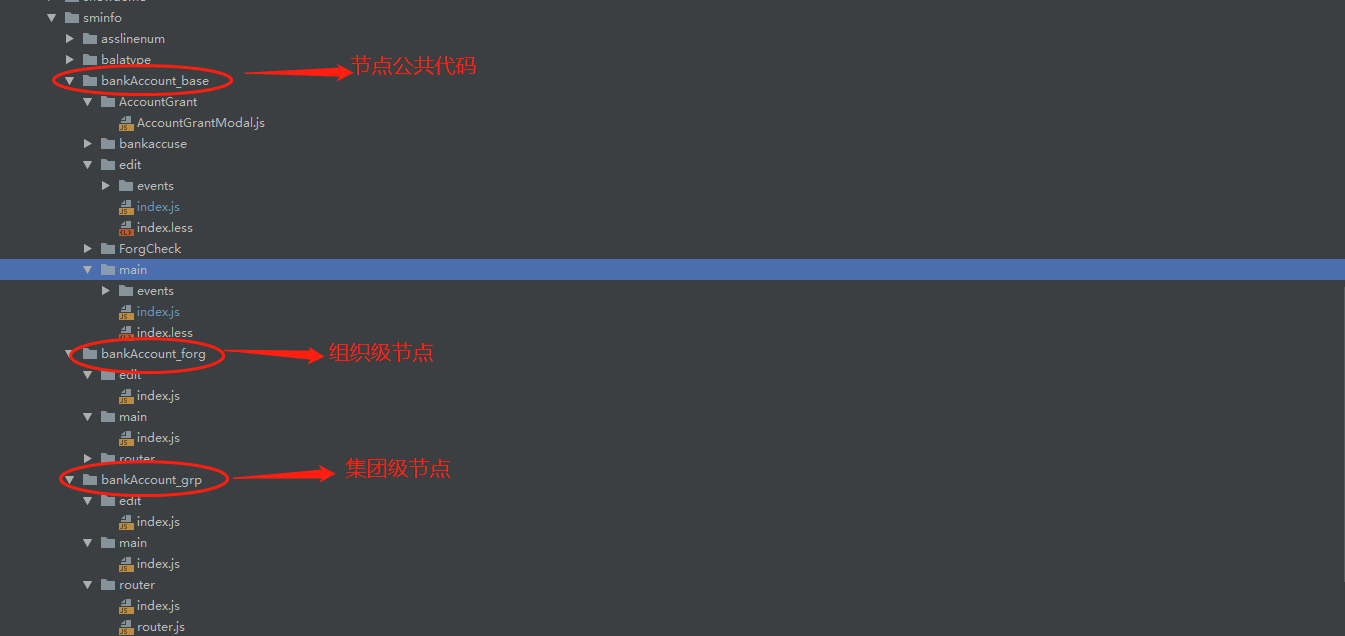 sminfo
asslinenum
balatype
bankAccount_base
节点公共代码
AccountGrant
AccountGrantModal.js
bankaccuse
edit
events
index.js
index.less
ForgCheck
main
events
index.js
index.less
bankAccount_forg
组织级节点
edit
index.js
main
index.js
router
bankAccount_grp
集团级节点
edit
index.js
main
index.js
router
index.js
router.js